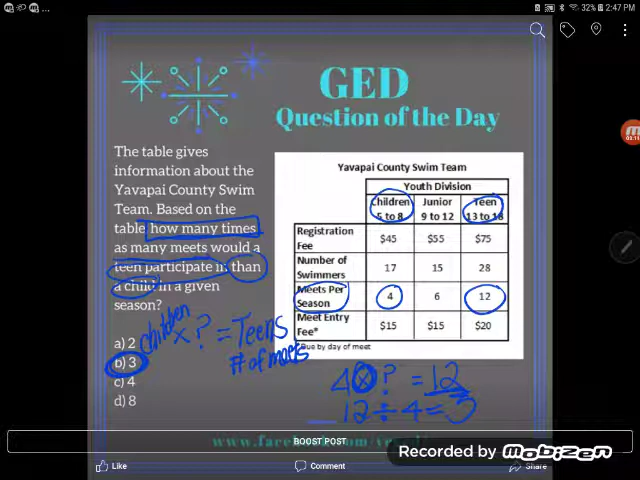 32% 2:47 PM
GED
Question of the Day
The table gives
information about the
Yavapai County Swim
Team. Based on the
table how many times
as many meets would a
teen participate in than
a child in a given
season?
a) 2
b) 3
c) 4
d) 8
Yavapai County Swim Team
Youth Division
Children 5 to 8 Junior 9 to 12 Teen 13 to 18
Registration Fee $45 $55 $75
Number of Swimmers 17 15 28
Meets Per Season 4 6 12
Meet Entry Fee* $15 $15 $20
*Due by day of meet
children × ? = Teens
# of meets
4 × ? = 12
12 ÷ 4 = 3
BOOST POST
Like Comment Share
Recorded by Mobizen